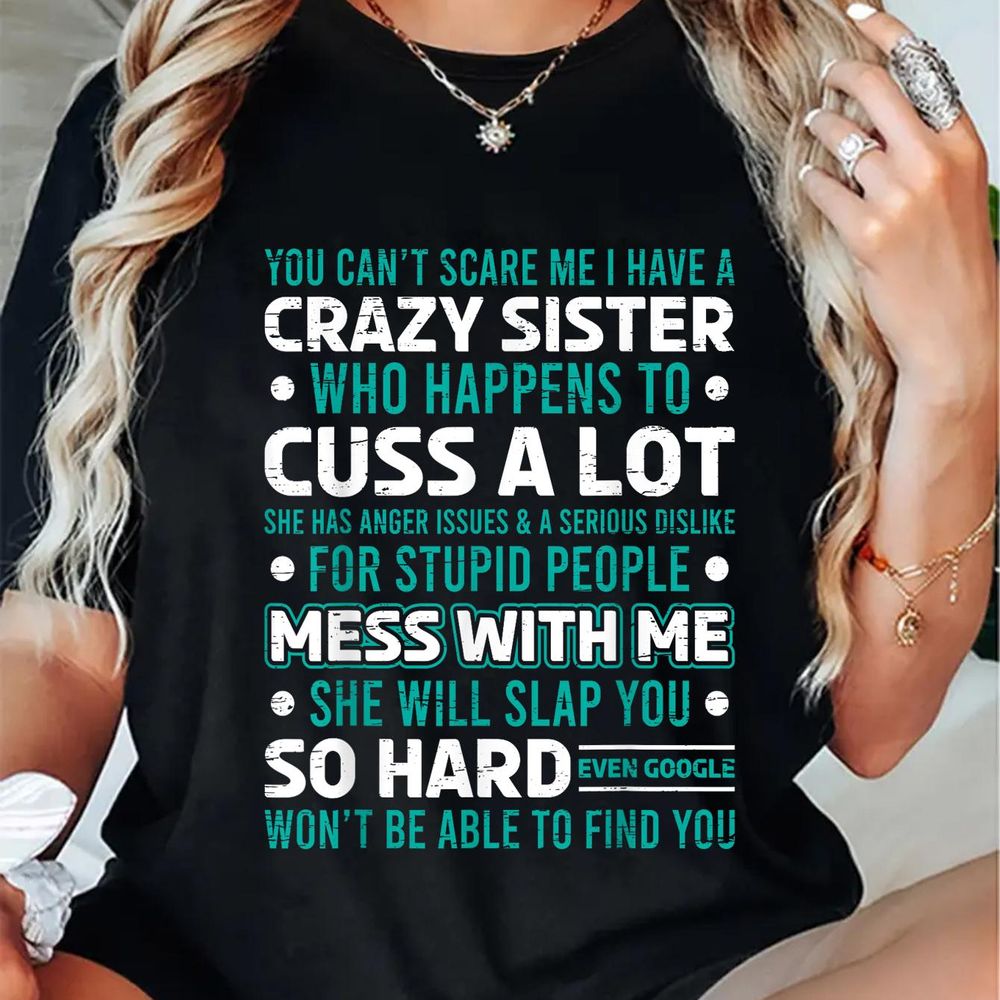 YOU CAN'T SCARE ME I HAVE A
CRAZY SISTER
• WHO HAPPENS TO •
CUSS A LOT
SHE HAS ANGER ISSUES & A SERIOUS DISLIKE
• FOR STUPID PEOPLE •
MESS WITH ME
• SHE WILL SLAP YOU •
SO HARD EVEN GOOGLE
WON'T BE ABLE TO FIND YOU